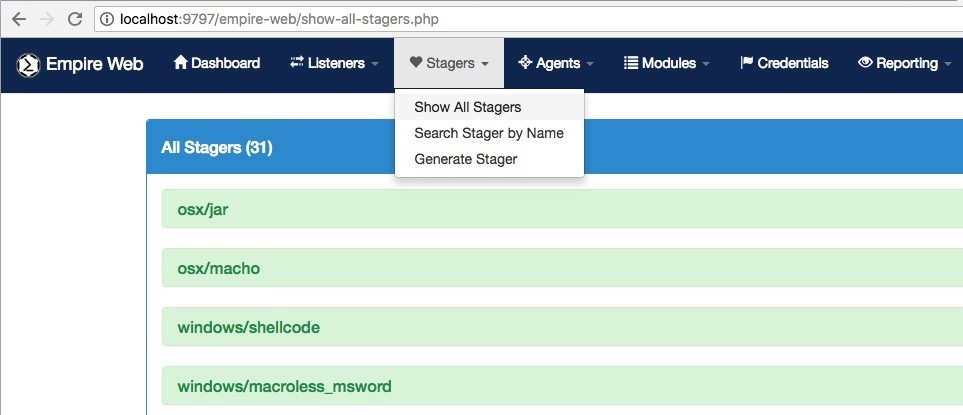 localhost:9797/empire-web/show-all-stagers.php
Empire Web Dashboard Listeners Stagers Agents Modules Credentials Reporting
Show All Stagers
Search Stager by Name
Generate Stager
All Stagers (31)
osx/jar
osx/macho
windows/shellcode
windows/macroless_msword